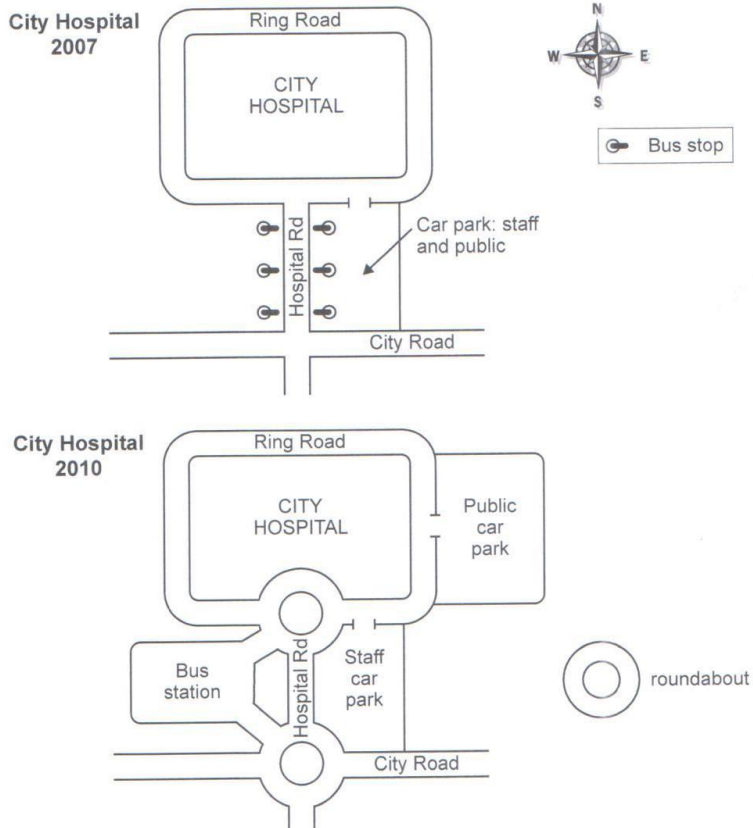 City Hospital
2007
Ring Road
CITY
HOSPITAL
N
W
E
S
Bus stop
Hospital Rd
Car park: staff
and public
City Road
City Hospital
2010
Ring Road
CITY
HOSPITAL
Public
car
park
Bus
station
Hospital Rd
Staff
car
park
roundabout
City Road